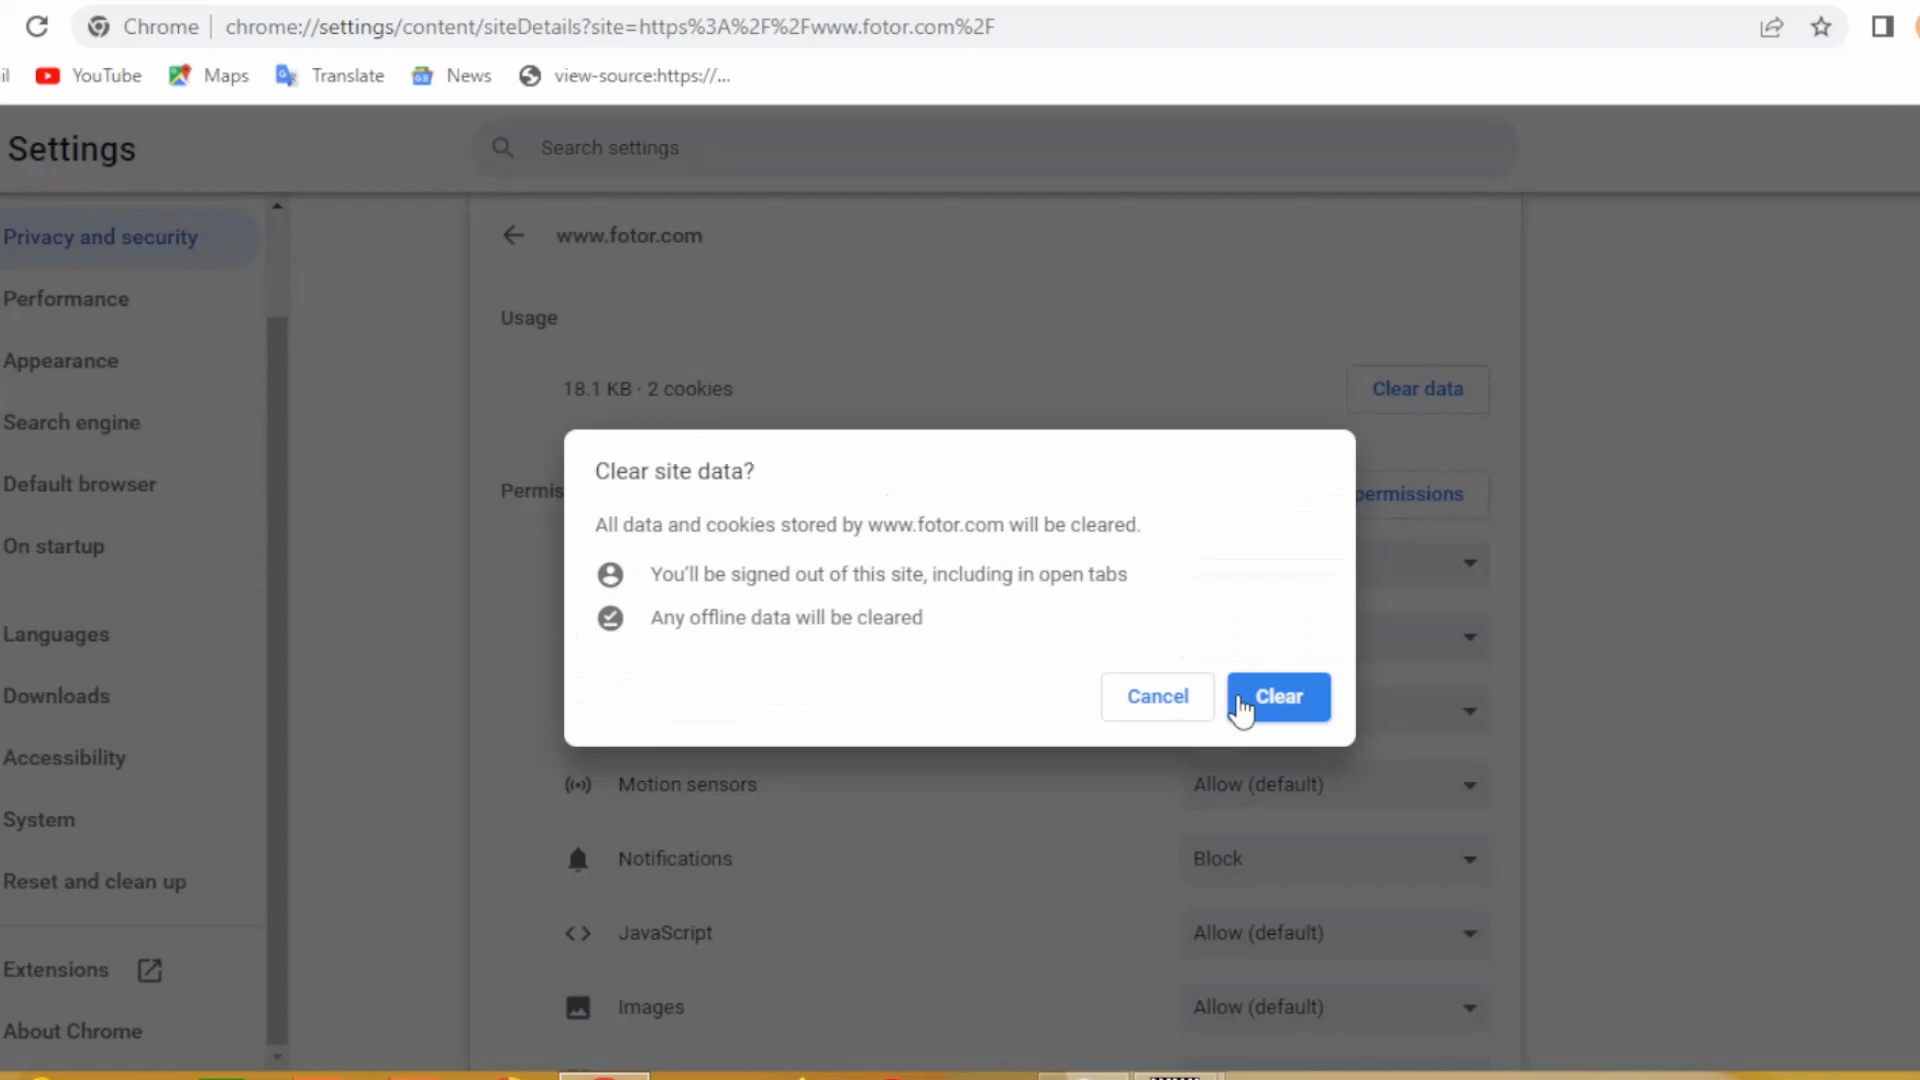 Chrome
chrome://settings/content/siteDetails?site=https%3A%2F%2Fwww.fotor.com%2F
il
YouTube
Maps
Translate
News
view-source:https://...
Settings
Search settings
Privacy and security
Performance
Appearance
Search engine
Default browser
On startup
Languages
Downloads
Accessibility
System
Reset and clean up
Extensions
About Chrome
www.fotor.com
Usage
18.1 KB · 2 cookies
Clear data
Permis
permissions
Clear site data?
All data and cookies stored by www.fotor.com will be cleared.
You'll be signed out of this site, including in open tabs
Any offline data will be cleared
Cancel
Clear
Motion sensors
Allow (default)
Notifications
Block
JavaScript
Allow (default)
Images
Allow (default)